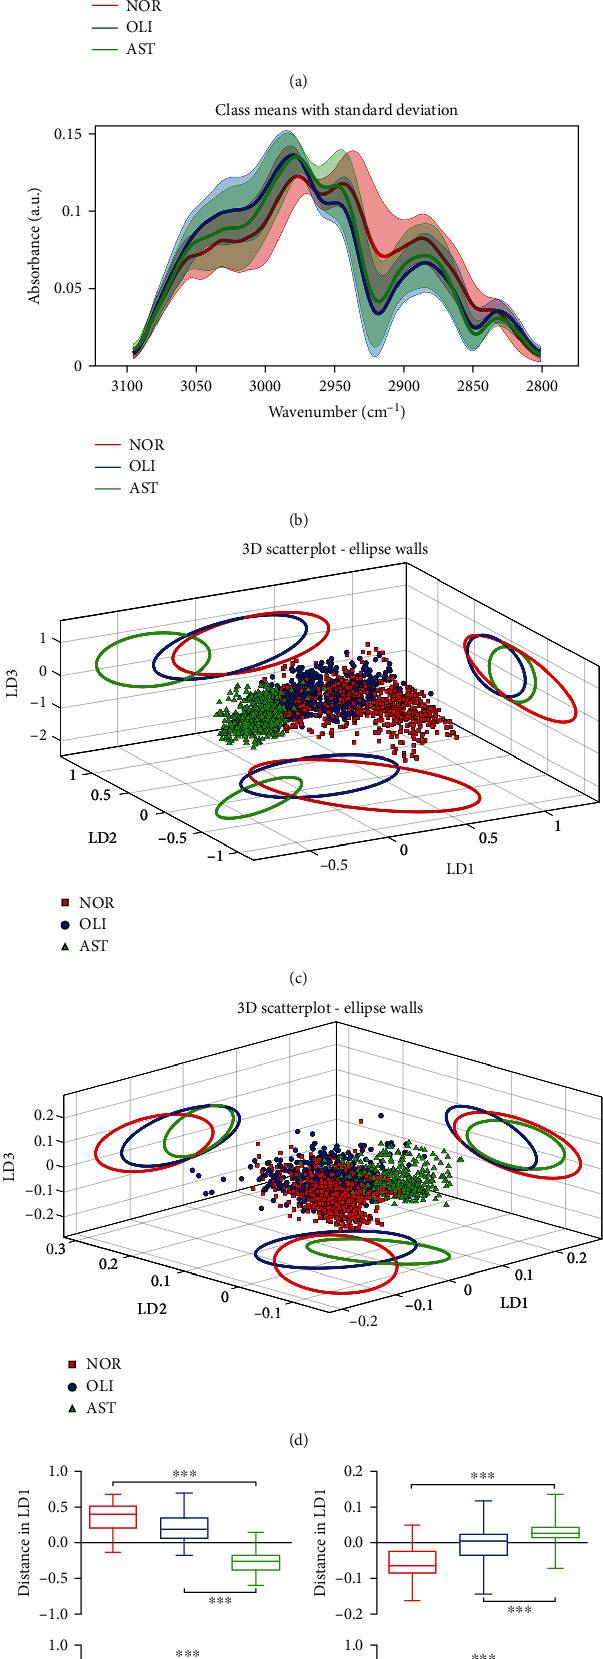 NOR
OLI
AST
(a)
Class means with standard deviation
0.15
0.1
0.05
0
Absorbance (a.u.)
3100 3050 3000 2950 2900 2850 2800
Wavenumber (cm⁻¹)
NOR
OLI
AST
(b)
3D scatterplot - ellipse walls
LD3
1
0
−1
−2
1
0.5
0
−0.5
−1
LD2
−0.5
0
0.5
1
LD1
NOR
OLI
AST
(c)
3D scatterplot - ellipse walls
LD3
0.2
0.1
0
−0.1
−0.2
0.3
0.2
0.1
0
−0.1
LD2
−0.2
−0.1
0
0.1
0.2
LD1
NOR
OLI
AST
(d)
Distance in LD1
1.0
0.5
0.0
−0.5
−1.0
***
***
Distance in LD1
0.2
0.1
0.0
−0.1
−0.2
***
***
1.0
***
1.0
***